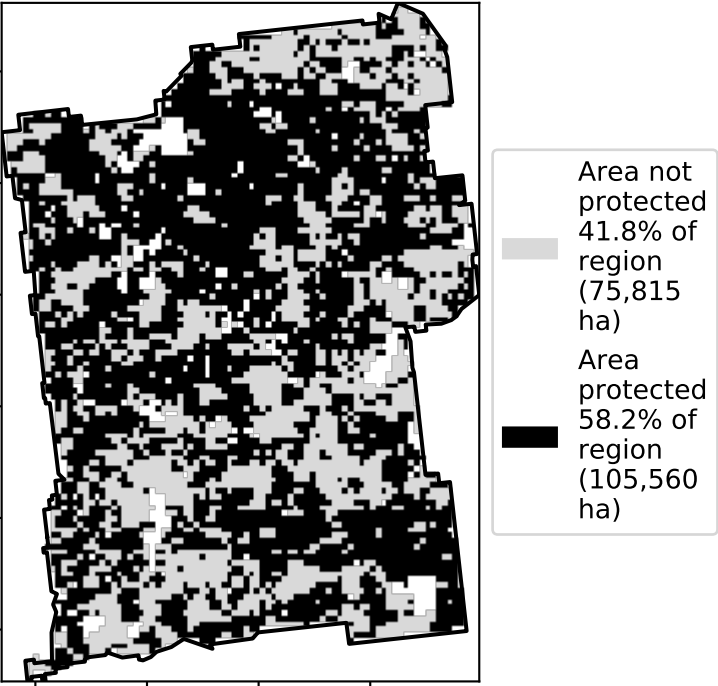 Area not
protected
41.8% of
region
(75,815
ha)
Area
protected
58.2% of
region
(105,560
ha)